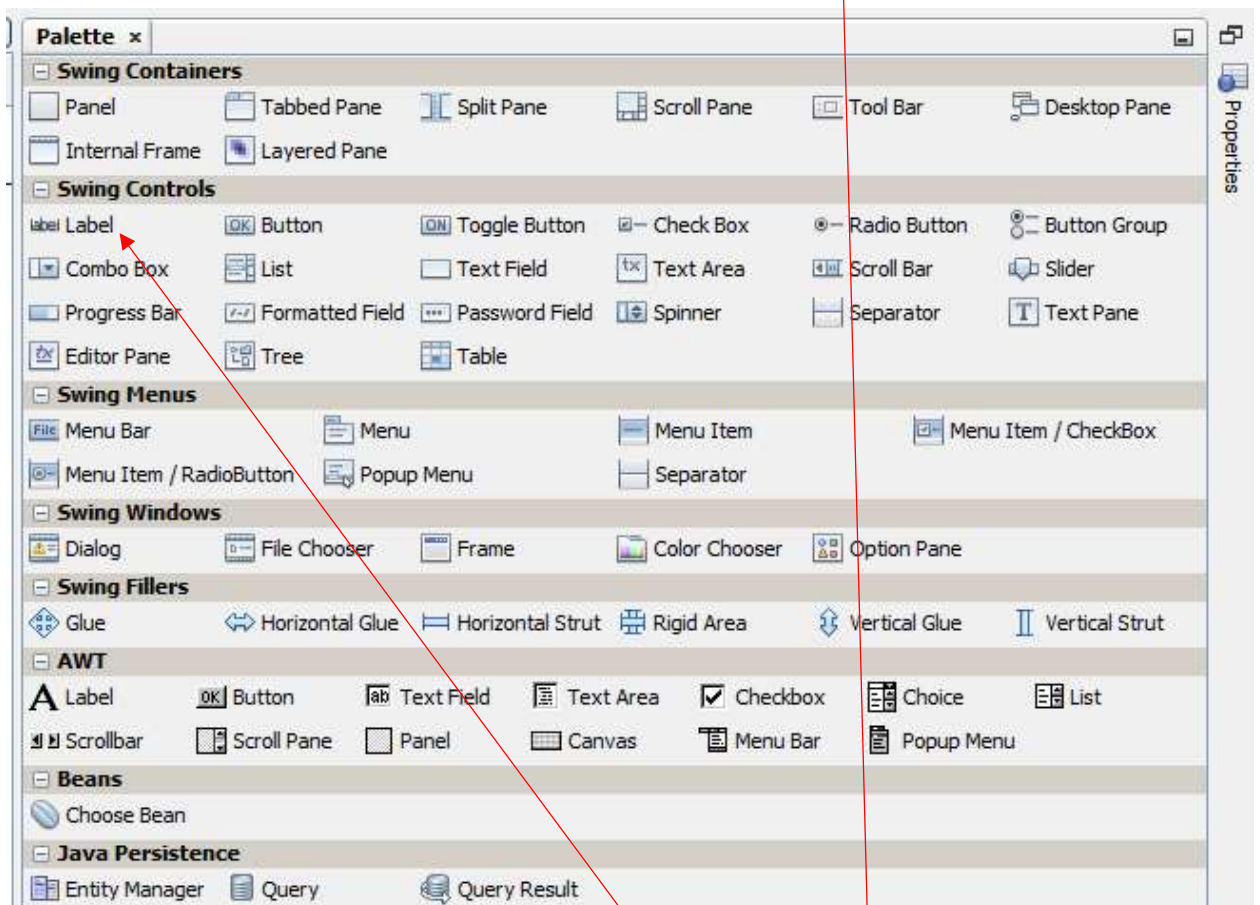 Palette ×
Swing Containers
Panel Tabbed Pane Split Pane Scroll Pane Tool Bar Desktop Pane
Internal Frame Layered Pane
Swing Controls
label Label OK Button ON Toggle Button Check Box Radio Button Button Group
Combo Box List Text Field tx Text Area Scroll Bar Slider
Progress Bar Formatted Field Password Field Spinner Separator T Text Pane
Editor Pane Tree Table
Swing Menus
File Menu Bar Menu Menu Item Menu Item / CheckBox
Menu Item / RadioButton Popup Menu Separator
Swing Windows
Dialog File Chooser Frame Color Chooser Option Pane
Swing Fillers
Glue Horizontal Glue Horizontal Strut Rigid Area Vertical Glue Vertical Strut
AWT
A Label OK Button ab Text Field Text Area Checkbox Choice List
Scrollbar Scroll Pane Panel Canvas Menu Bar Popup Menu
Beans
Choose Bean
Java Persistence
Entity Manager Query Query Result
Properties